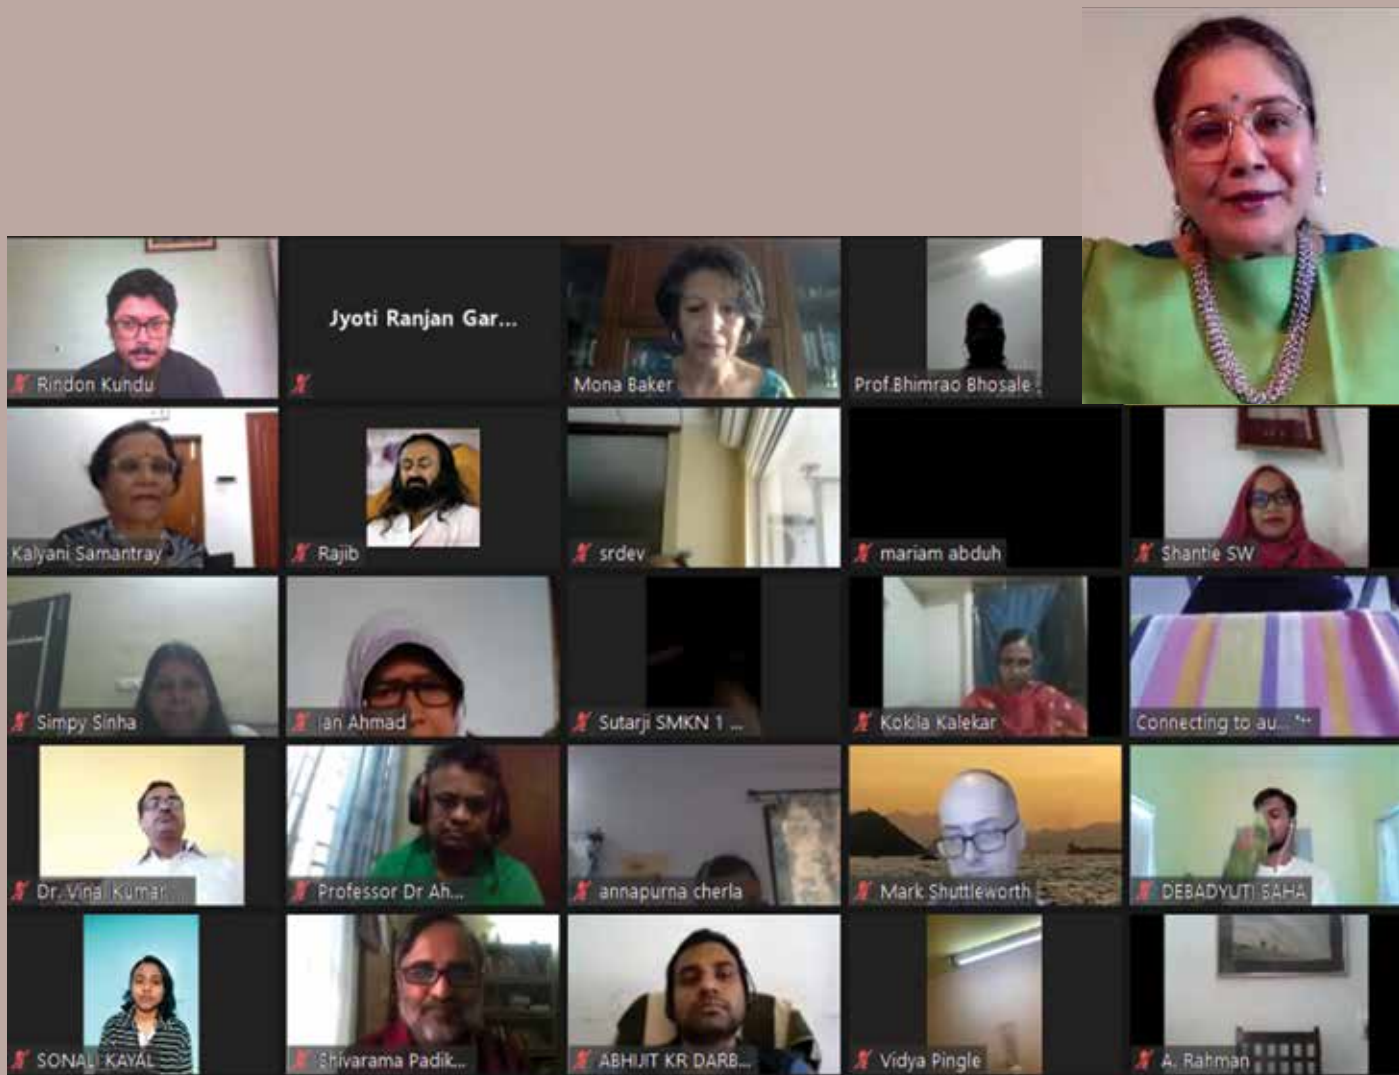 Rindon Kundu
Jyoti Ranjan Gar...
Mona Baker
Prof.Bhimrao Bhosale :
Kalyani Samantray
Rajib
srdev
mariam abduh
Shantie SW
Simpy Sinha
Ian Ahmad
Sutarji SMKN 1 ...
Kokila Kalekar
Connecting to au...
Dr. Vinai Kumar
Professor Dr Ah...
annapurna cherla
Mark Shuttleworth
DEBADYUTI SAHA
SONALI KAYAL
Shivarama Padik...
ABHIJIT KR DARB...
Vidya Pingle
A. Rahman